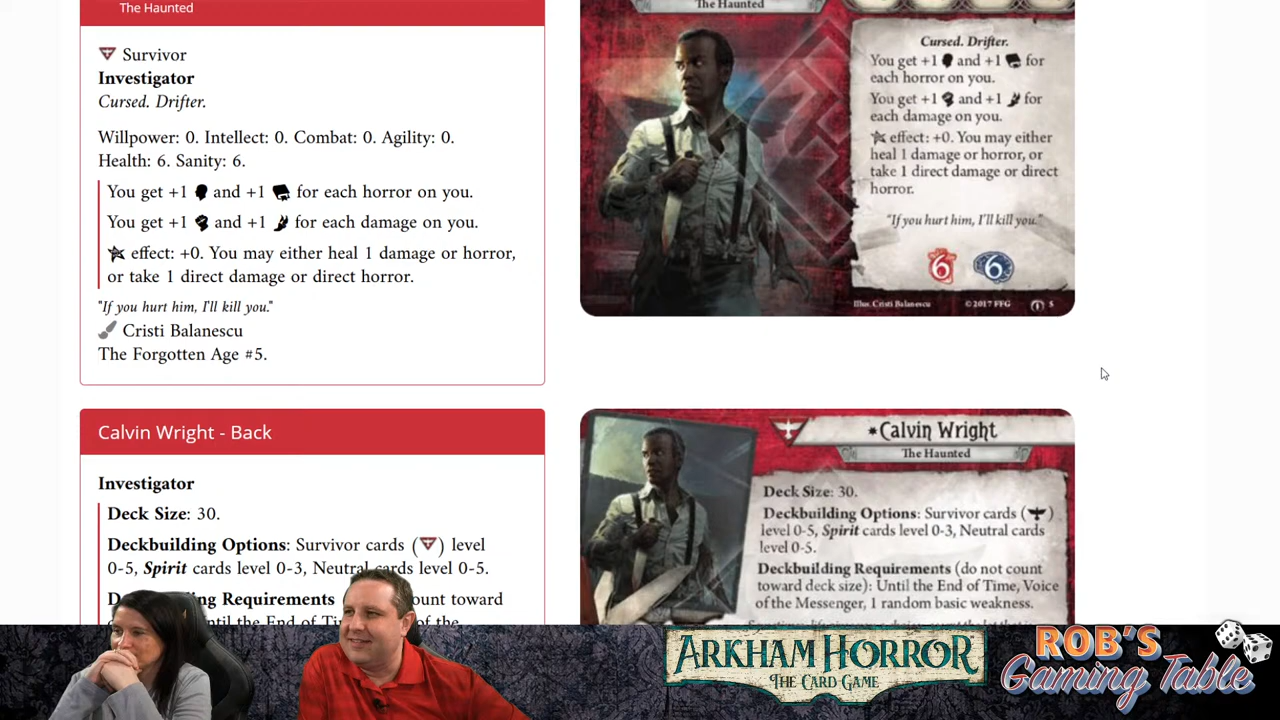 The Haunted
Survivor
Investigator
Cursed. Drifter.
Willpower: 0. Intellect: 0. Combat: 0. Agility: 0.
Health: 6. Sanity: 6.
You get +1 and +1 for each horror on you.
You get +1 and +1 for each damage on you.
effect: +0. You may either heal 1 damage or horror,
or take 1 direct damage or direct horror.
"If you hurt him, I'll kill you."
Cristi Balanescu
The Forgotten Age #5.
The Haunted
Cursed. Drifter.
You get +1 and +1 for
each horror on you.
You get +1 and +1 for
each damage on you.
effect: +0. You may either
heal 1 damage or horror, or
take 1 direct damage or direct
horror.
"If you hurt him, I'll kill you."
6 6
Illus. Cristi Balanescu
© 2017 FFG
5
Calvin Wright - Back
Investigator
Deck Size: 30.
Deckbuilding Options: Survivor cards ( ) level
0-5, Spirit cards level 0-3, Neutral cards level 0-5.
Calvin Wright
The Haunted
Deck Size: 30.
Deckbuilding Options: Survivor cards ( )
level 0-5, Spirit cards level 0-3, Neutral cards
level 0-5.
Deckbuilding Requirements (do not count
toward deck size): Until the End of Time, Voice
of the Messenger, 1 random basic weakness.
ARKHAM HORROR
THE CARD GAME
ROB'S
Gaming Table